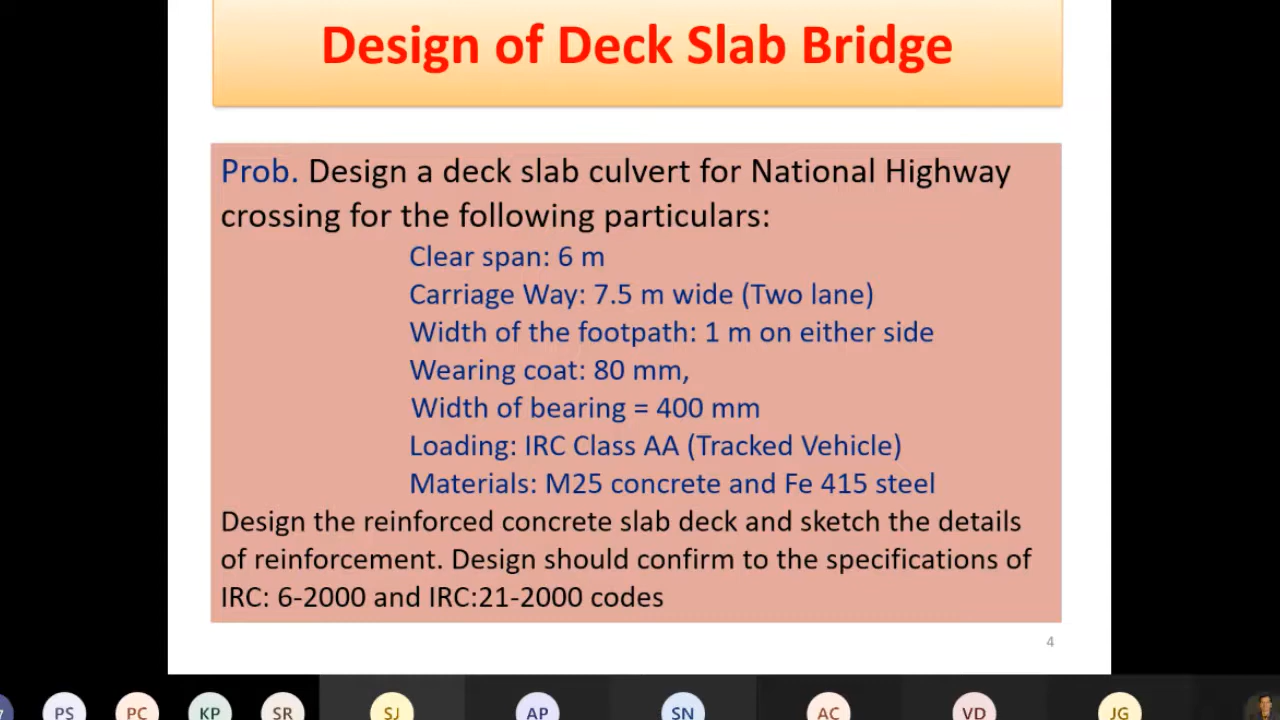 Design of Deck Slab Bridge
Prob. Design a deck slab culvert for National Highway
crossing for the following particulars:
Clear span: 6 m
Carriage Way: 7.5 m wide (Two lane)
Width of the footpath: 1 m on either side
Wearing coat: 80 mm,
Width of bearing = 400 mm
Loading: IRC Class AA (Tracked Vehicle)
Materials: M25 concrete and Fe 415 steel
Design the reinforced concrete slab deck and sketch the details
of reinforcement. Design should confirm to the specifications of
IRC: 6-2000 and IRC:21-2000 codes
4
PS PC KP SR SJ AP SN AC VD JG